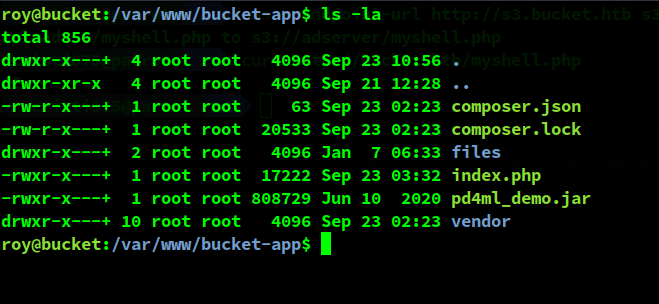 roy@bucket:/var/www/bucket-app$ ls -la
total 856
drwxr-x---+  4 root root   4096 Sep 23 10:56 .
drwxr-xr-x   4 root root   4096 Sep 21 12:28 ..
-rw-r-x---+  1 root root     63 Sep 23 02:23 composer.json
-rw-r-x---+  1 root root  20533 Sep 23 02:23 composer.lock
drwxr-x---+  2 root root   4096 Jan  7 06:33 files
-rwxr-x---+  1 root root  17222 Sep 23 03:32 index.php
-rwxr-x---+  1 root root 808729 Jun 10  2020 pd4ml_demo.jar
drwxr-x---+ 10 root root   4096 Sep 23 02:23 vendor
roy@bucket:/var/www/bucket-app$